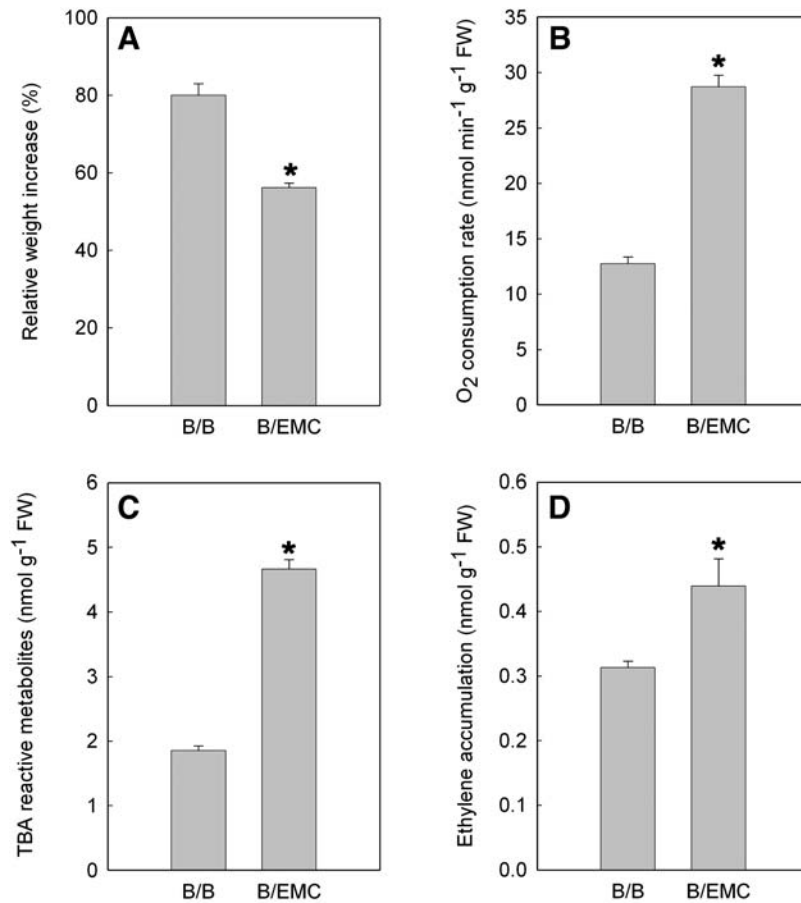 A
Relative weight increase (%)
100
80
60
40
20
0
*
B/B B/EMC
B
O₂ consumption rate (nmol min⁻¹ g⁻¹ FW)
35
30
25
20
15
10
5
0
*
B/B B/EMC
C
TBA reactive metabolites (nmol g⁻¹ FW)
6
5
4
3
2
1
0
*
B/B B/EMC
D
Ethylene accumulation (nmol g⁻¹ FW)
0.6
0.5
0.4
0.3
0.2
0.1
0.0
*
B/B B/EMC